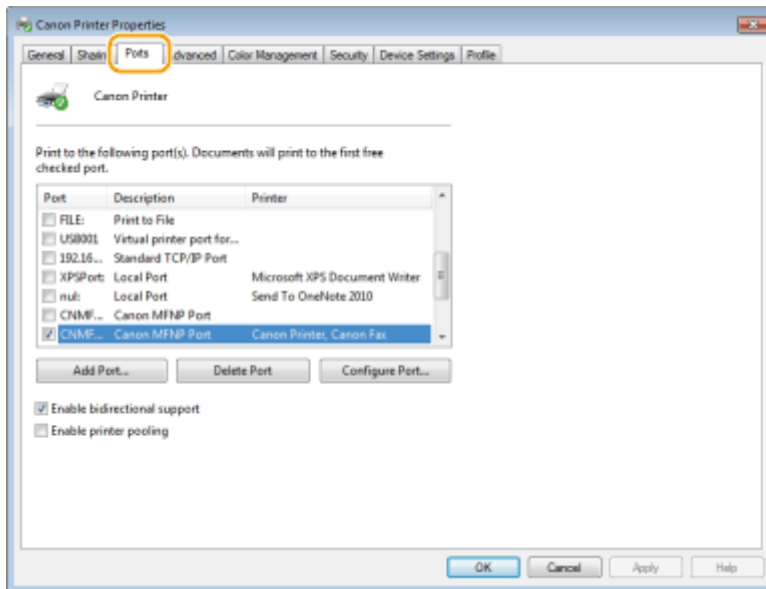 Canon Printer Properties
General Sharin Ports dvanced Color Management Security Device Settings Profile
Canon Printer
Print to the following port(s). Documents will print to the first free
checked port.
Port Description Printer
FILE: Print to File
USB001 Virtual printer port for...
192.16... Standard TCP/IP Port
XPSPort: Local Port Microsoft XPS Document Writer
nul: Local Port Send To OneNote 2010
CNMF... Canon MFNP Port
CNMF... Canon MFNP Port Canon Printer, Canon Fax
Add Port... Delete Port Configure Port...
Enable bidirectional support
Enable printer pooling
OK Cancel Apply Help